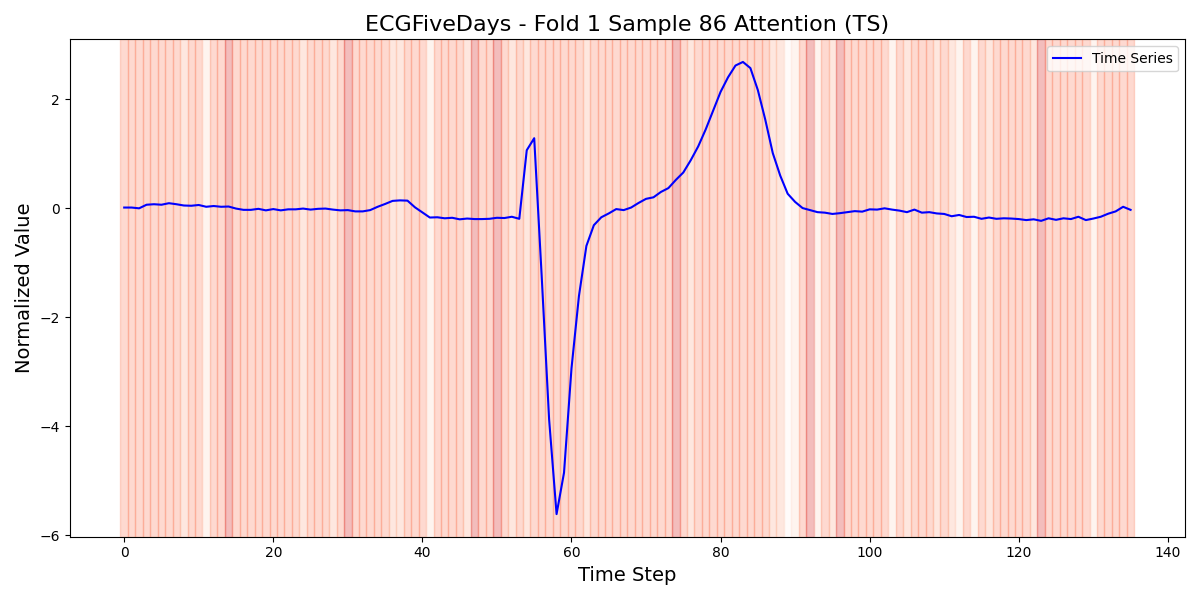 ECGFiveDays - Fold 1 Sample 86 Attention (TS)
Time Series
Normalized Value
2
0
−2
−4
−6
0 20 40 60 80 100 120 140
Time Step